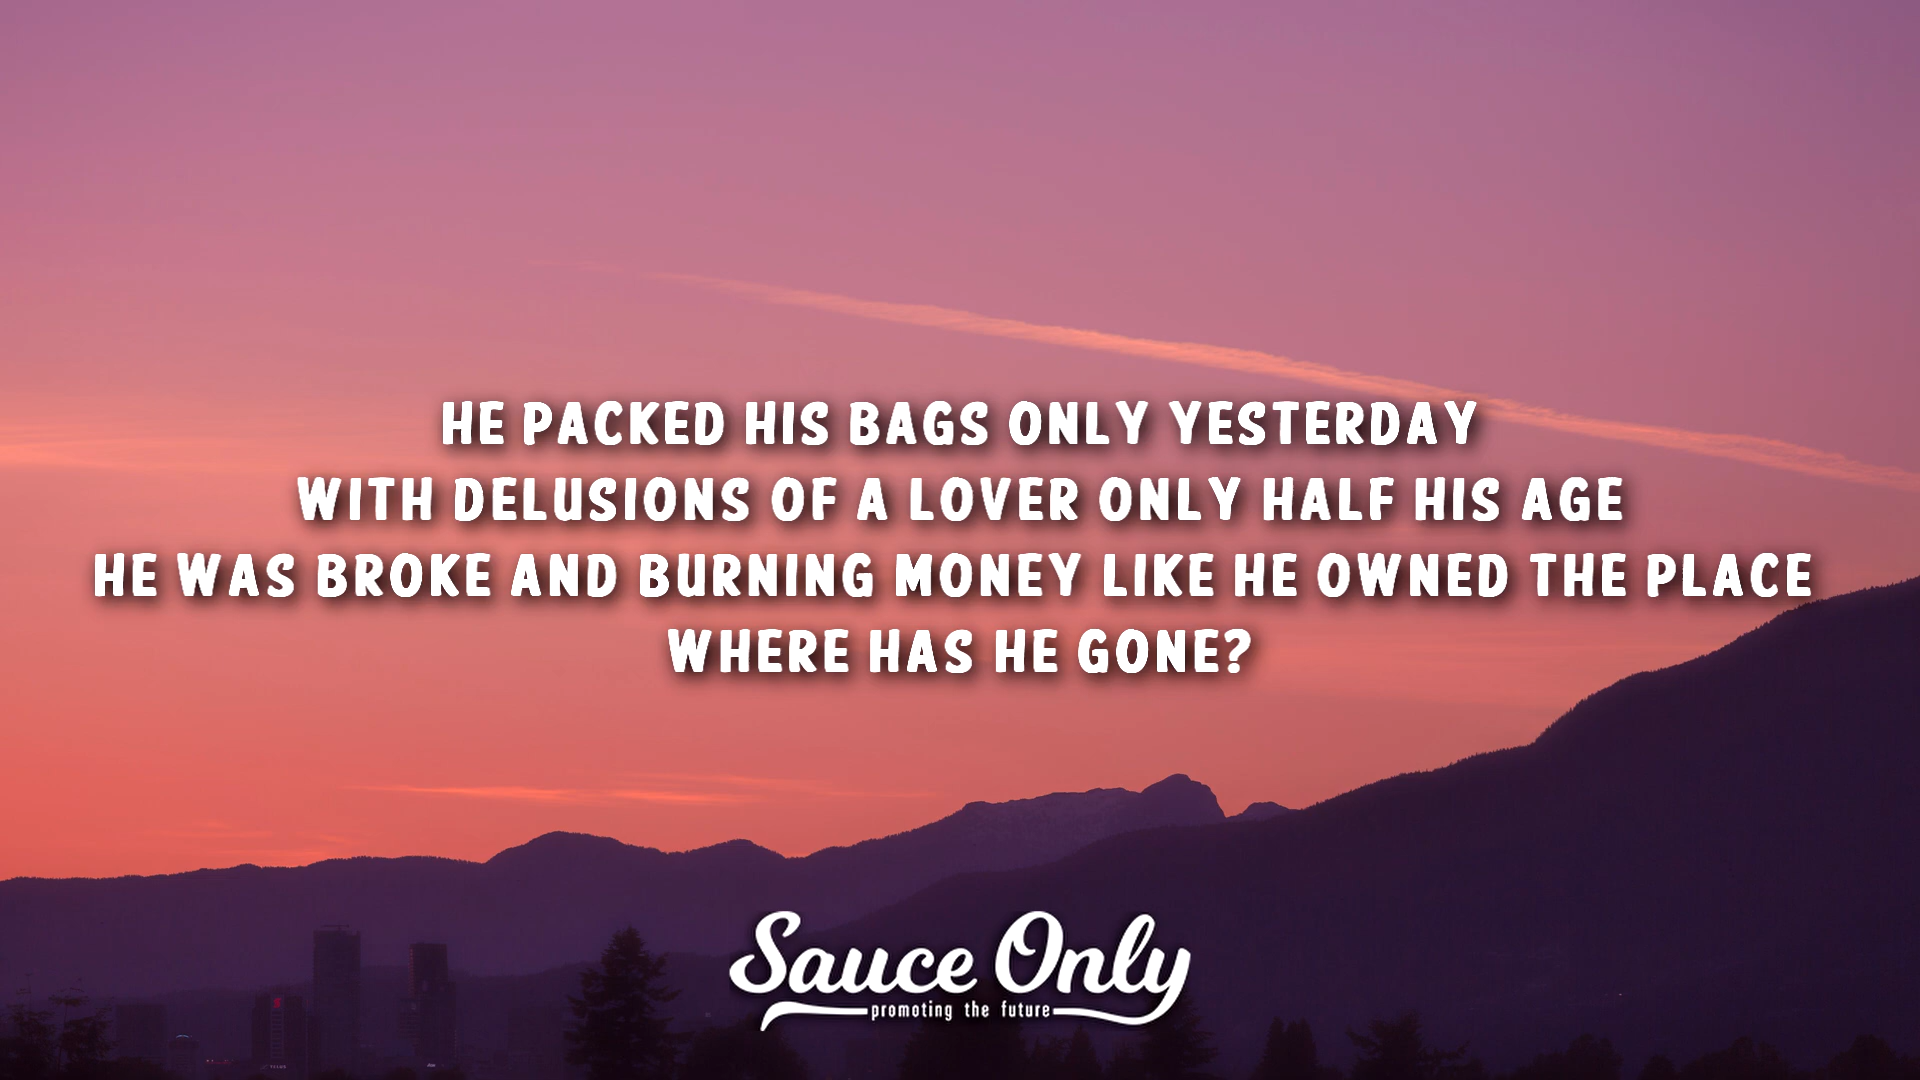 HE PACKED HIS BAGS ONLY YESTERDAY
WITH DELUSIONS OF A LOVER ONLY HALF HIS AGE
HE WAS BROKE AND BURNING MONEY LIKE HE OWNED THE PLACE
WHERE HAS HE GONE?
Sauce Only
promoting the future